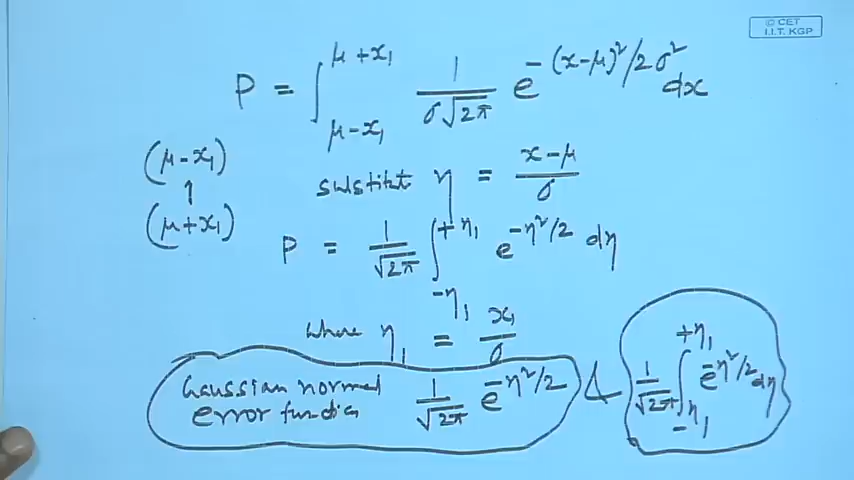 © CET
I.I.T. KGP
P = ∫_{μ-x₁}^{μ+x₁} 1/(σ√2π) e^{-(x-μ)²/2σ²} dx
(μ-x₁)
↑
(μ+x₁)
substitute η = (x-μ)/σ
P = 1/√2π ∫_{-η₁}^{+η₁} e^{-η²/2} dη
where η₁ = x₁/σ
Gaussian normal
error function 1/√2π e^{-η²/2} & 1/√2π ∫_{-η₁}^{+η₁} e^{-η²/2} dη